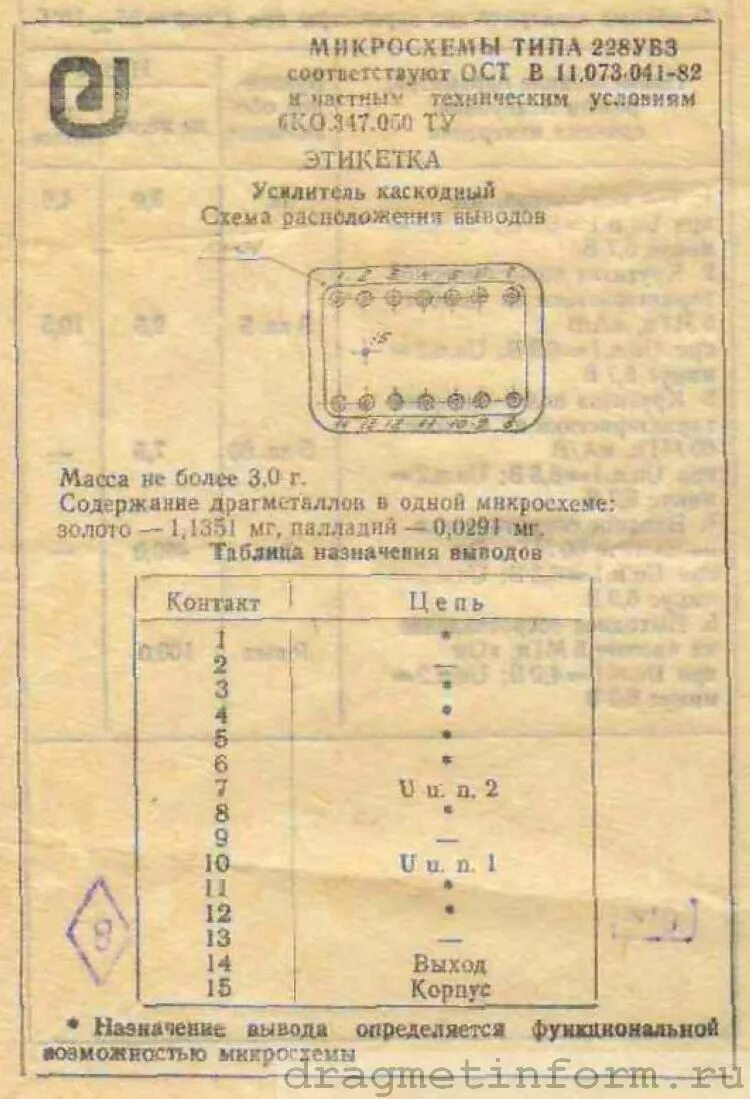 МИКРОСХЕМЫ ТИПА 228УВ3
соответствуют ОСТ В 11.073.041-82
и частным техническим условиям
6К0.347.060 ТУ
ЭТИКЕТКА
Усилитель каскодный
Схема расположения выводов
1 2 3 4 5 6 7
15
14 13 12 11 10 9 8
Масса не более 3,0 г.
Содержание драгметаллов в одной микросхеме:
золото — 1,1351 мг, палладий — 0,0291 мг.
Таблица назначения выводов
Контакт Цепь
1 *
2 —
3 *
4 *
5 *
6 *
7 U и. п. 2
8 *
9 —
10 U и. п. 1
11 *
12 *
13 —
14 Выход
15 Корпус
8
* Назначение вывода определяется функциональной
возможностью микросхемы
dragmetinform.ru